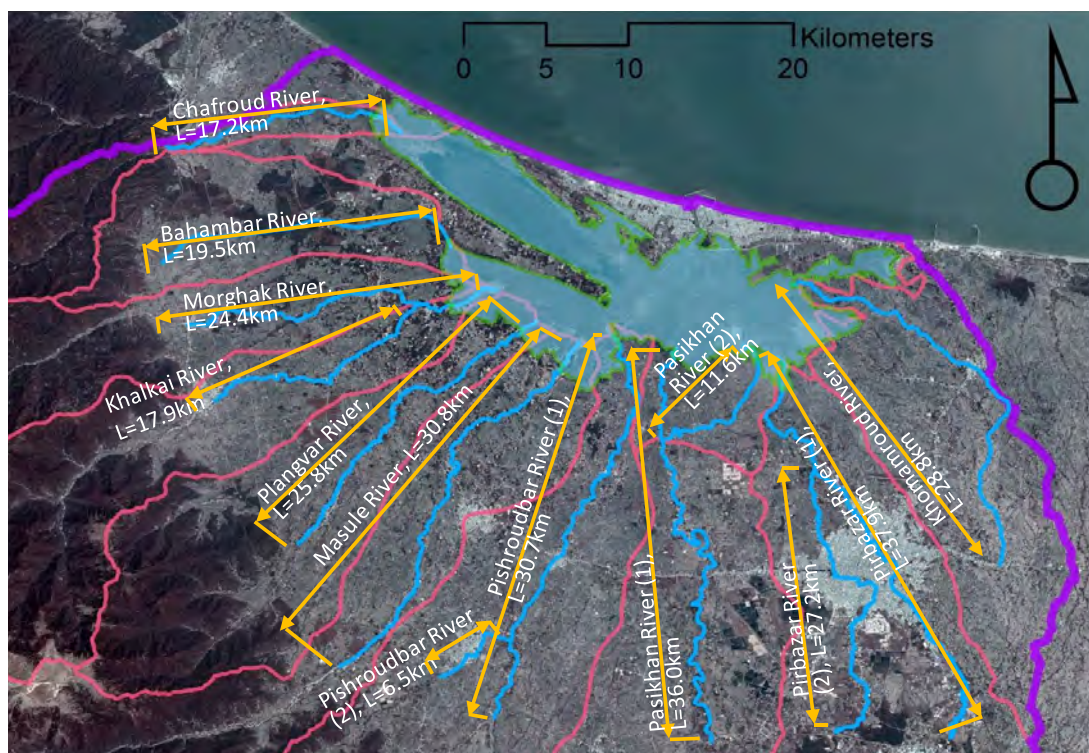 Kilometers
0 5 10 20
Chafroud River,
L=17.2km
Bahambar River,
L=19.5km
Morghak River.
L=24.4km
Khalkai River,
L=17.9km
Plangvar River,
L=25.8km
Masule River, L=30.8km
Pishroudbar River (1),
L=30.7km
Pishroudbar River
(2), L=6.5km
Pasikhan
River (2),
L=11.6km
Pasikhan River (1),
L=36.0km
Pirbazar River
(2), L=27.2km
Pirbazar River (1),
L=37.9km
Khomamroud River
L=28.8km